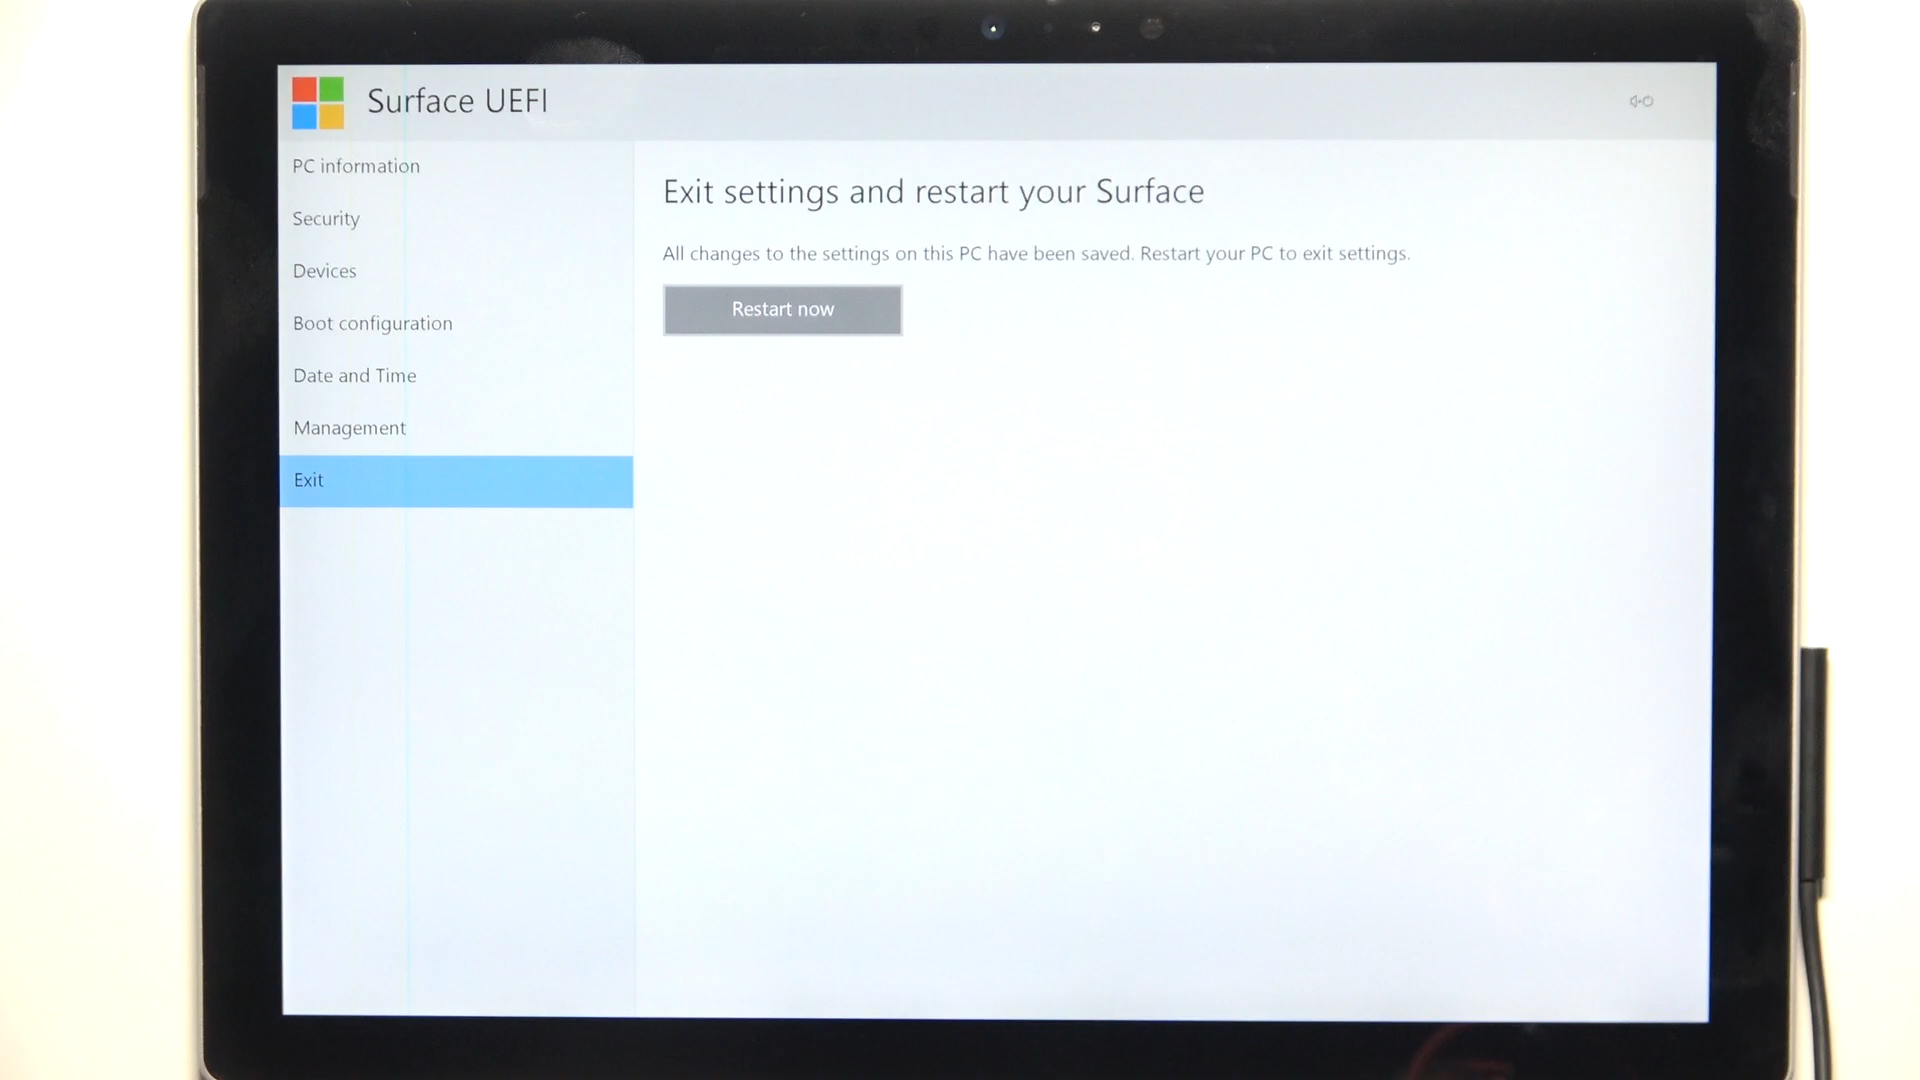 Surface UEFI
PC information
Security
Devices
Boot configuration
Date and Time
Management
Exit
Exit settings and restart your Surface
All changes to the settings on this PC have been saved. Restart your PC to exit settings.
Restart now